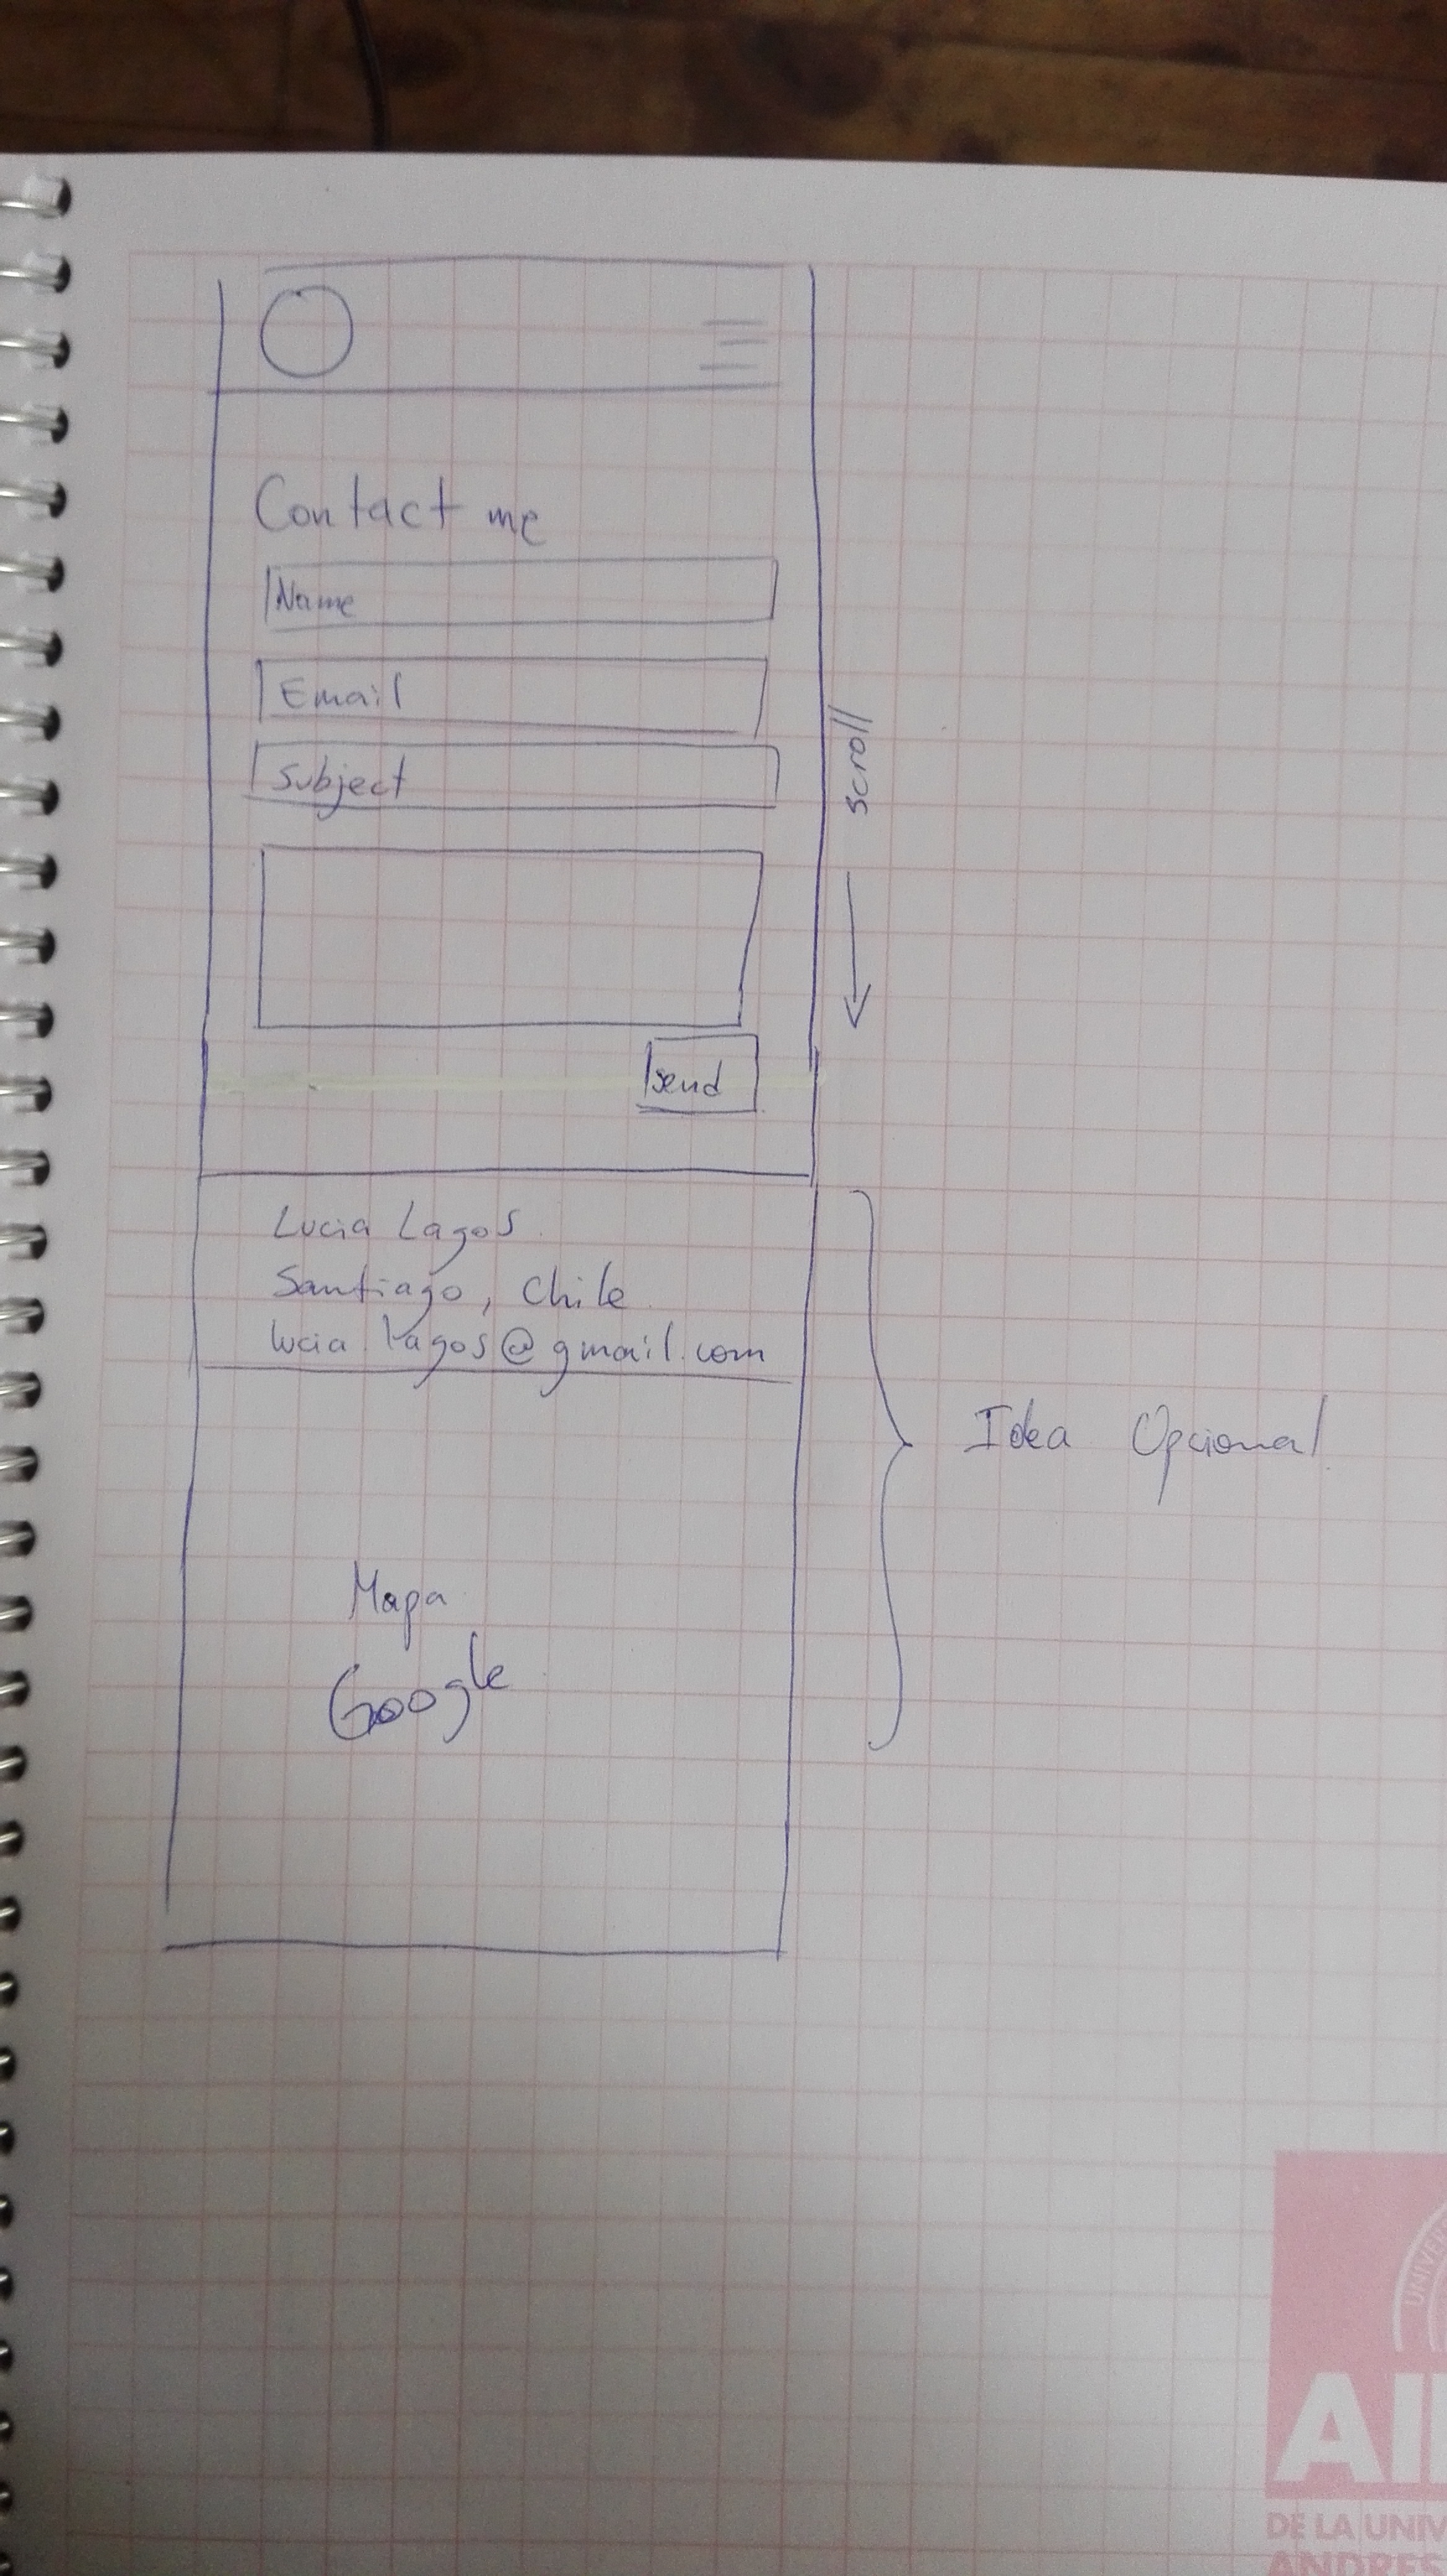 Contact me
Name
Email
Subject
scroll
send
Lucia Lagos
Santiago, Chile
lucia.lagos@gmail.com
Idea Opcional
Mapa
Google
DE LA UNIV
ANDRES